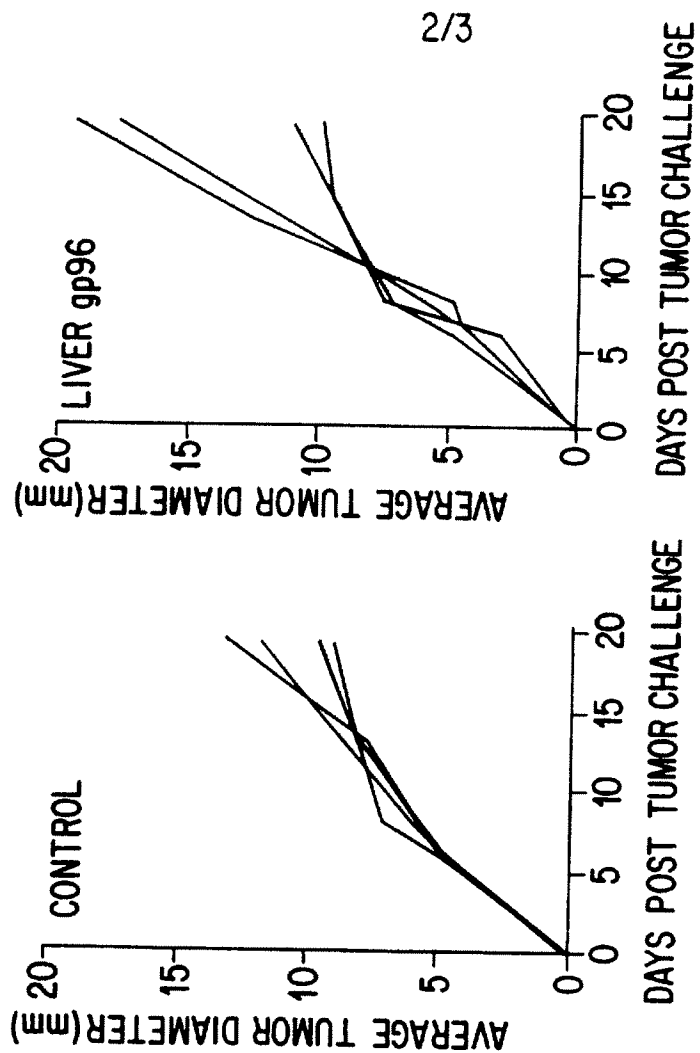 2/3
CONTROL
AVERAGE TUMOR DIAMETER(mm)
20
15
10
5
0
0 5 10 15 20
DAYS POST TUMOR CHALLENGE
LIVER gp96
AVERAGE TUMOR DIAMETER(mm)
20
15
10
5
0
0 5 10 15 20
DAYS POST TUMOR CHALLENGE